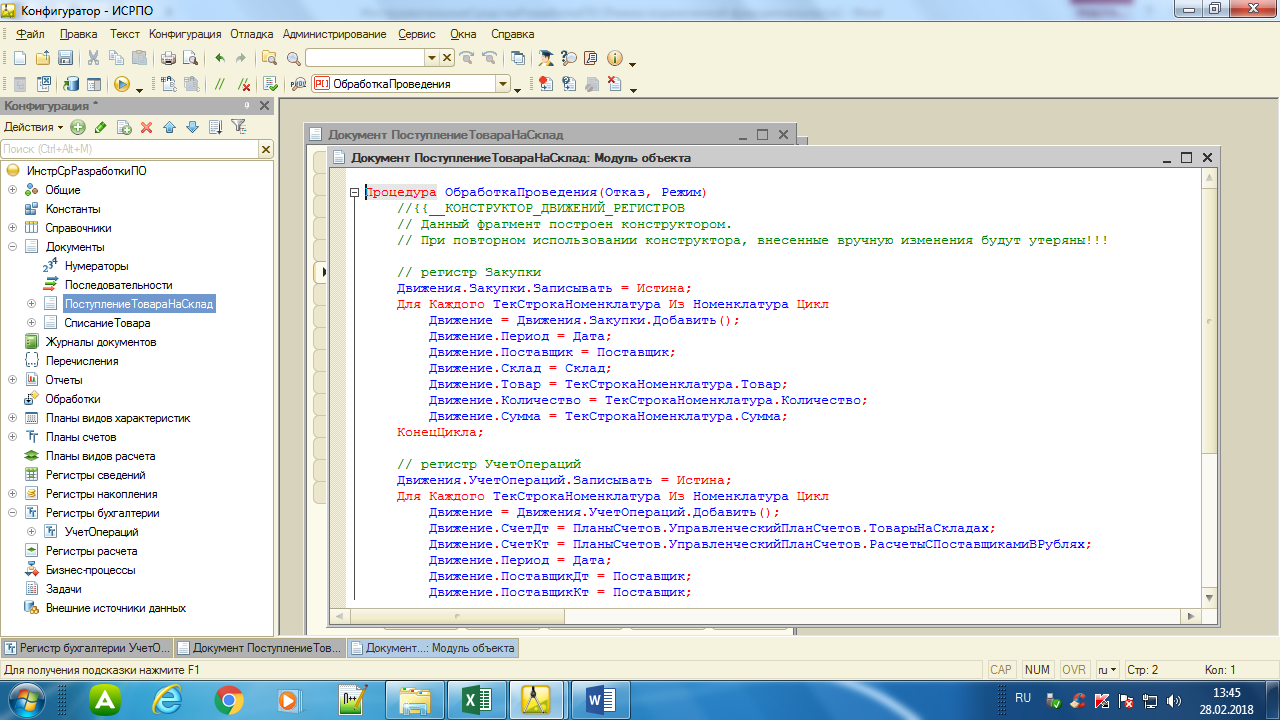 Конфигуратор - ИСРПО
Файл Правка Текст Конфигурация Отладка Администрирование Сервис Окна Справка
ОбработкаПроведения
Конфигурация *
Действия
Поиск (Ctrl+Alt+M)
ИнстрСрРазработкиПО
Общие
Константы
Справочники
Документы
Нумераторы
Последовательности
ПоступлениеТовараНаСклад
СписаниеТовара
Журналы документов
Перечисления
Отчеты
Обработки
Планы видов характеристик
Планы счетов
Планы видов расчета
Регистры сведений
Регистры накопления
Регистры бухгалтерии
УчетОпераций
Регистры расчета
Бизнес-процессы
Задачи
Внешние источники данных
Документ ПоступлениеТовараНаСклад
Документ ПоступлениеТовараНаСклад: Модуль объекта
Процедура ОбработкаПроведения(Отказ, Режим)
//{{__КОНСТРУКТОР_ДВИЖЕНИЙ_РЕГИСТРОВ
// Данный фрагмент построен конструктором.
// При повторном использовании конструктора, внесенные вручную изменения будут утеряны!!!
// регистр Закупки
Движения.Закупки.Записывать = Истина;
Для Каждого ТекСтрокаНоменклатура Из Номенклатура Цикл
Движение = Движения.Закупки.Добавить();
Движение.Период = Дата;
Движение.Поставщик = Поставщик;
Движение.Склад = Склад;
Движение.Товар = ТекСтрокаНоменклатура.Товар;
Движение.Количество = ТекСтрокаНоменклатура.Количество;
Движение.Сумма = ТекСтрокаНоменклатура.Сумма;
КонецЦикла;
// регистр УчетОпераций
Движения.УчетОпераций.Записывать = Истина;
Для Каждого ТекСтрокаНоменклатура Из Номенклатура Цикл
Движение = Движения.УчетОпераций.Добавить();
Движение.СчетДт = ПланыСчетов.УправленческийПланСчетов.ТоварыНаСкладах;
Движение.СчетКт = ПланыСчетов.УправленческийПланСчетов.РасчетыСПоставщикамиВРублях;
Движение.Период = Дата;
Движение.ПоставщикДт = Поставщик;
Движение.ПоставщикКт = Поставщик;
Регистр бухгалтерии УчетО... Документ ПоступлениеТов... Документ...: Модуль объекта
Для получения подсказки нажмите F1 CAP NUM OVR ru Стр: 2 Кол: 1
RU 13:45
28.02.2018